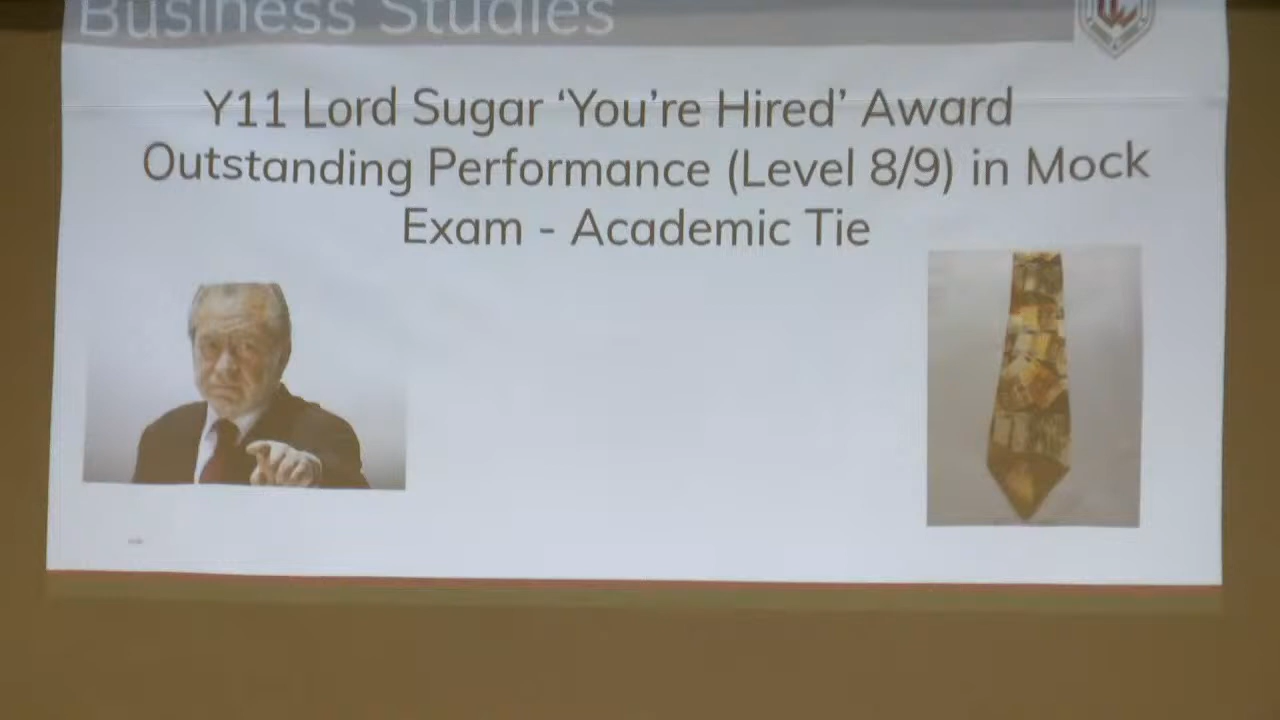 Business Studies
Y11 Lord Sugar ‘You’re Hired’ Award
Outstanding Performance (Level 8/9) in Mock
Exam - Academic Tie